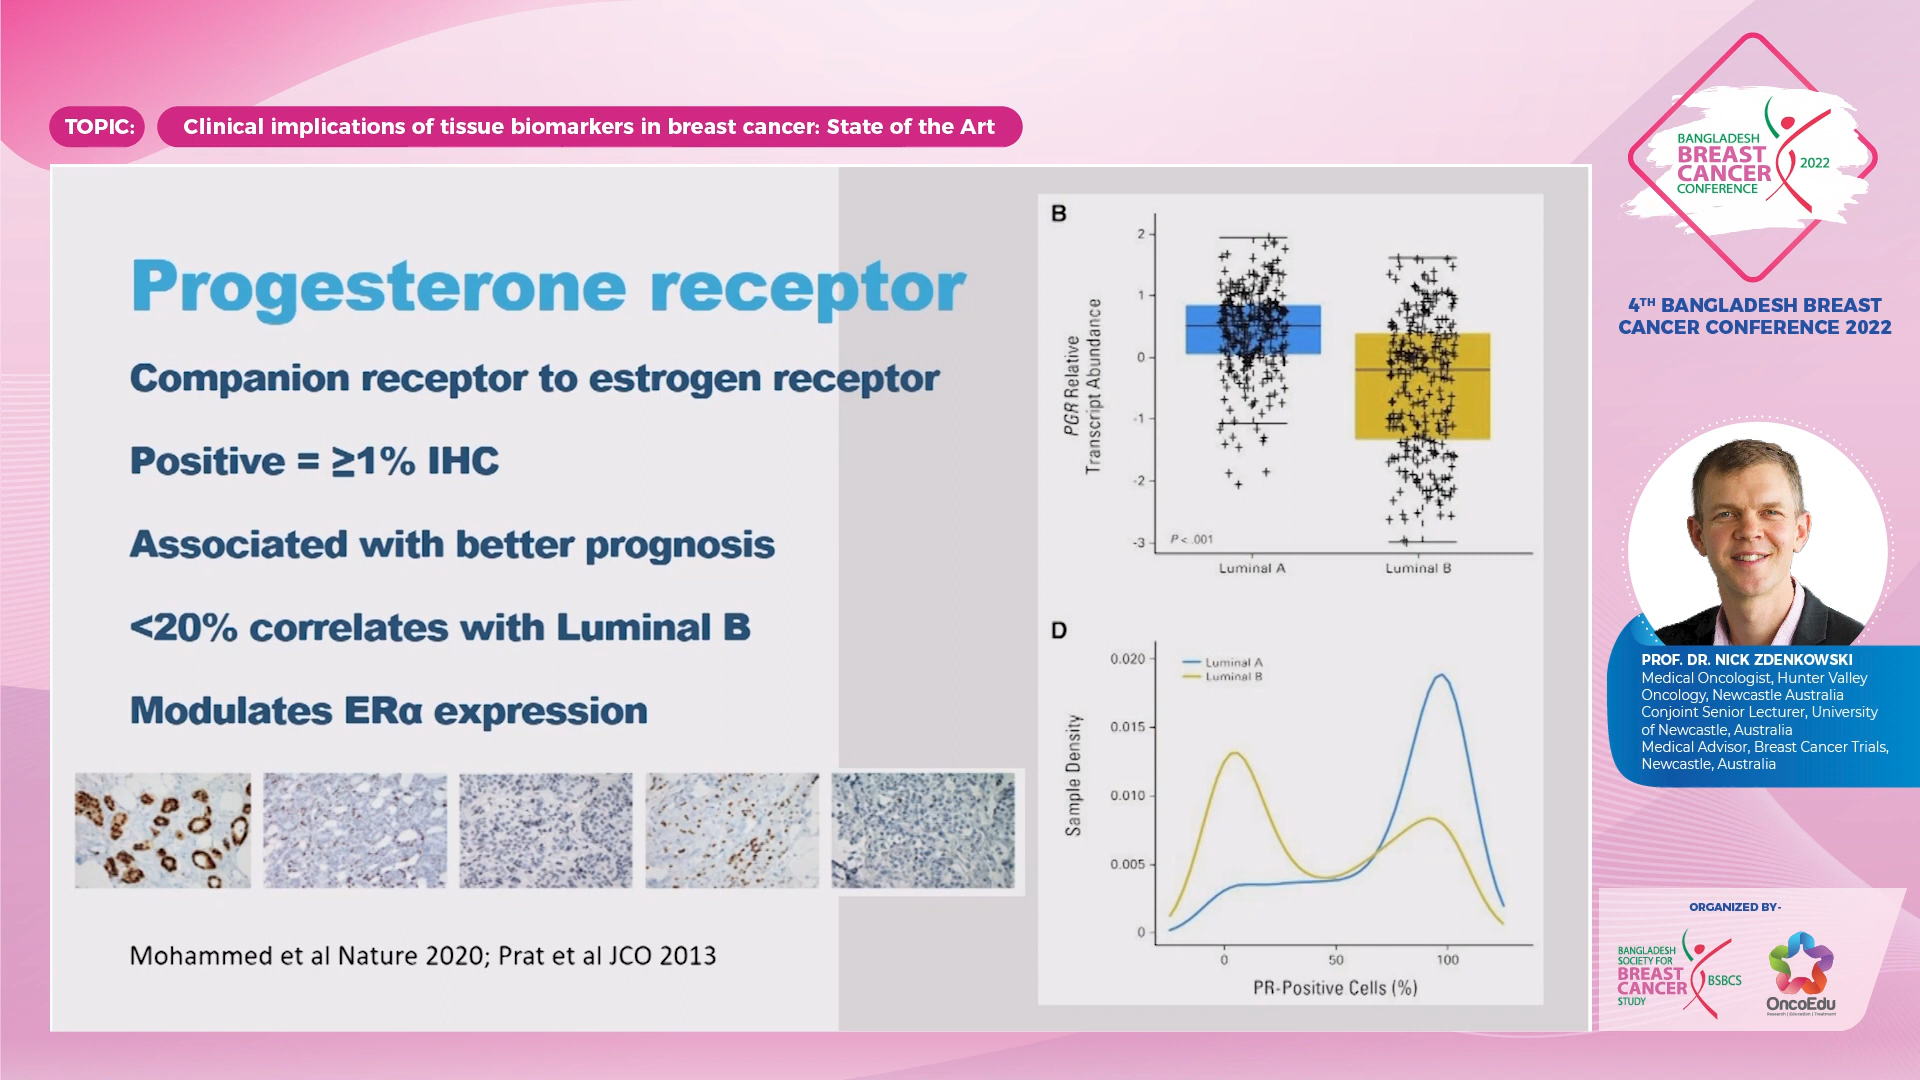 TOPIC:
Clinical implications of tissue biomarkers in breast cancer: State of the Art
Progesterone receptor
Companion receptor to estrogen receptor
Positive = ≥1% IHC
Associated with better prognosis
<20% correlates with Luminal B
Modulates ERα expression
Mohammed et al Nature 2020; Prat et al JCO 2013
B
PGR Relative
Transcript Abundance
2
1
0
-1
-2
-3
P < .001
Luminal A
Luminal B
D
Sample Density
0.020
0.015
0.010
0.005
0
Luminal A
Luminal B
0
50
100
PR-Positive Cells (%)
BANGLADESH
BREAST
CANCER
CONFERENCE
2022
4TH BANGLADESH BREAST
CANCER CONFERENCE 2022
PROF. DR. NICK ZDENKOWSKI
Medical Oncologist, Hunter Valley
Oncology, Newcastle Australia
Conjoint Senior Lecturer, University
of Newcastle, Australia
Medical Advisor, Breast Cancer Trials,
Newcastle, Australia
ORGANIZED BY-
BANGLADESH
SOCIETY FOR
BREAST
CANCER
STUDY
BSBCS
OncoEdu
Research | Education | Treatment